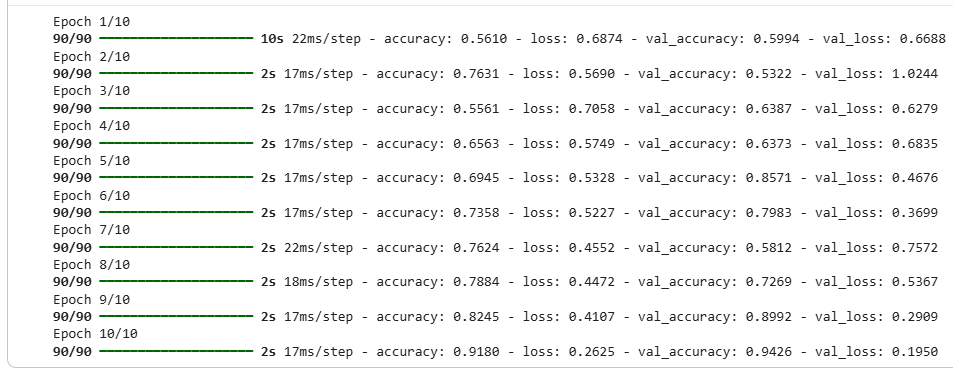 Epoch 1/10
90/90 ━━━━━━━━━━━━━━━━━━━━ 10s 22ms/step - accuracy: 0.5610 - loss: 0.6874 - val_accuracy: 0.5994 - val_loss: 0.6688
Epoch 2/10
90/90 ━━━━━━━━━━━━━━━━━━━━ 2s 17ms/step - accuracy: 0.7631 - loss: 0.5690 - val_accuracy: 0.5322 - val_loss: 1.0244
Epoch 3/10
90/90 ━━━━━━━━━━━━━━━━━━━━ 2s 17ms/step - accuracy: 0.5561 - loss: 0.7058 - val_accuracy: 0.6387 - val_loss: 0.6279
Epoch 4/10
90/90 ━━━━━━━━━━━━━━━━━━━━ 2s 17ms/step - accuracy: 0.6563 - loss: 0.5749 - val_accuracy: 0.6373 - val_loss: 0.6835
Epoch 5/10
90/90 ━━━━━━━━━━━━━━━━━━━━ 2s 17ms/step - accuracy: 0.6945 - loss: 0.5328 - val_accuracy: 0.8571 - val_loss: 0.4676
Epoch 6/10
90/90 ━━━━━━━━━━━━━━━━━━━━ 2s 17ms/step - accuracy: 0.7358 - loss: 0.5227 - val_accuracy: 0.7983 - val_loss: 0.3699
Epoch 7/10
90/90 ━━━━━━━━━━━━━━━━━━━━ 2s 22ms/step - accuracy: 0.7624 - loss: 0.4552 - val_accuracy: 0.5812 - val_loss: 0.7572
Epoch 8/10
90/90 ━━━━━━━━━━━━━━━━━━━━ 2s 18ms/step - accuracy: 0.7884 - loss: 0.4472 - val_accuracy: 0.7269 - val_loss: 0.5367
Epoch 9/10
90/90 ━━━━━━━━━━━━━━━━━━━━ 2s 17ms/step - accuracy: 0.8245 - loss: 0.4107 - val_accuracy: 0.8992 - val_loss: 0.2909
Epoch 10/10
90/90 ━━━━━━━━━━━━━━━━━━━━ 2s 17ms/step - accuracy: 0.9180 - loss: 0.2625 - val_accuracy: 0.9426 - val_loss: 0.1950